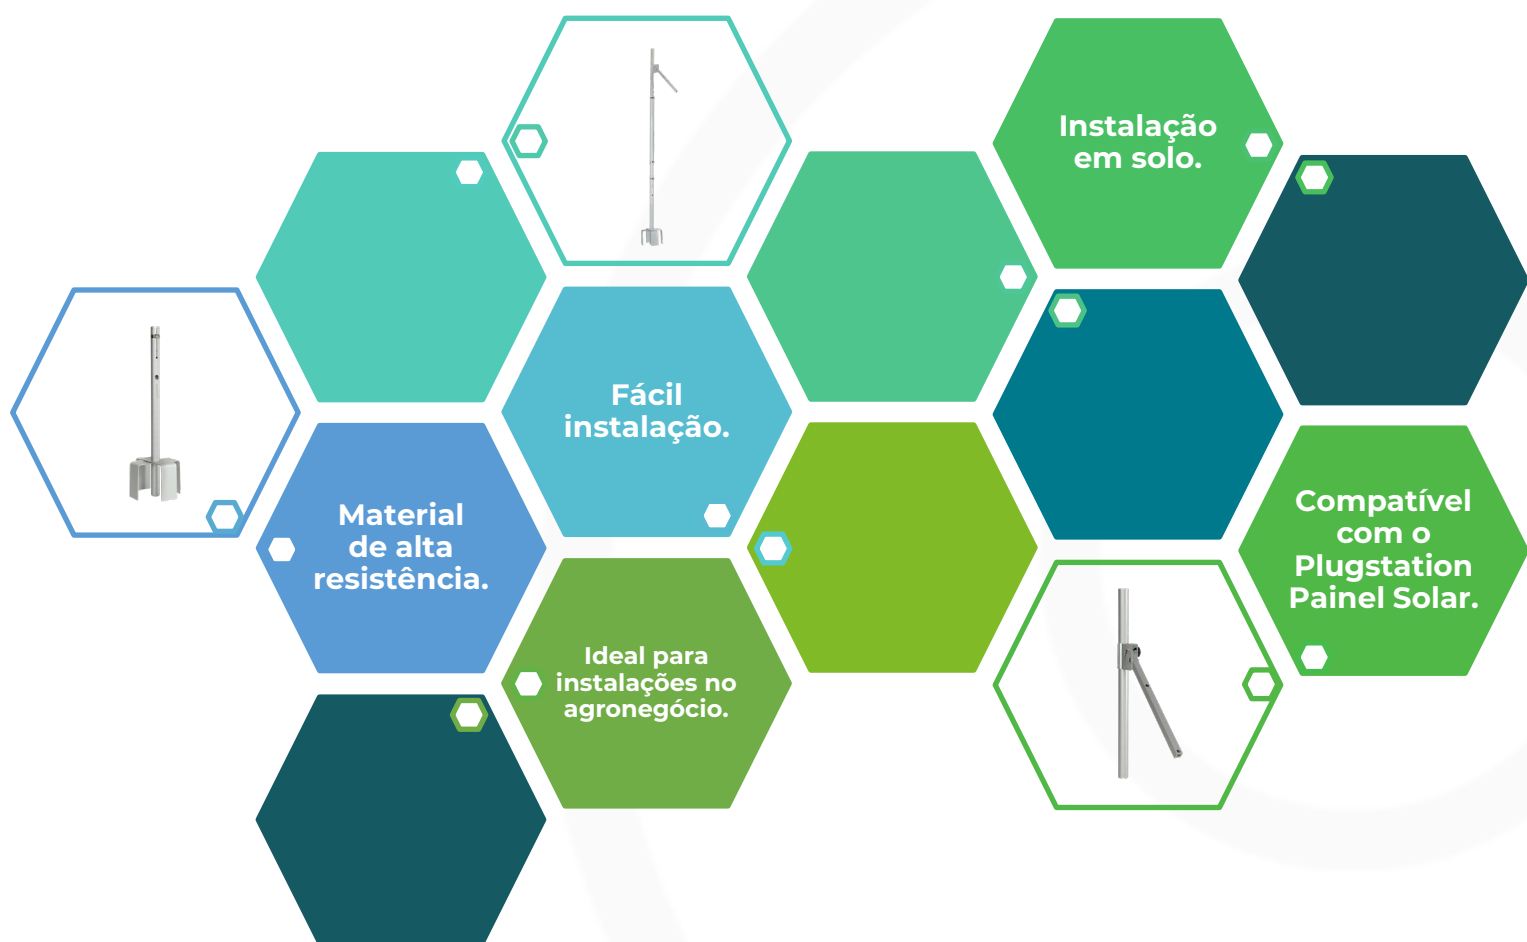 Instalação
em solo.
Fácil
instalação.
Material
de alta
resistência.
Compatível
com o
Plugstation
Painel Solar.
Ideal para
instalações no
agronegócio.